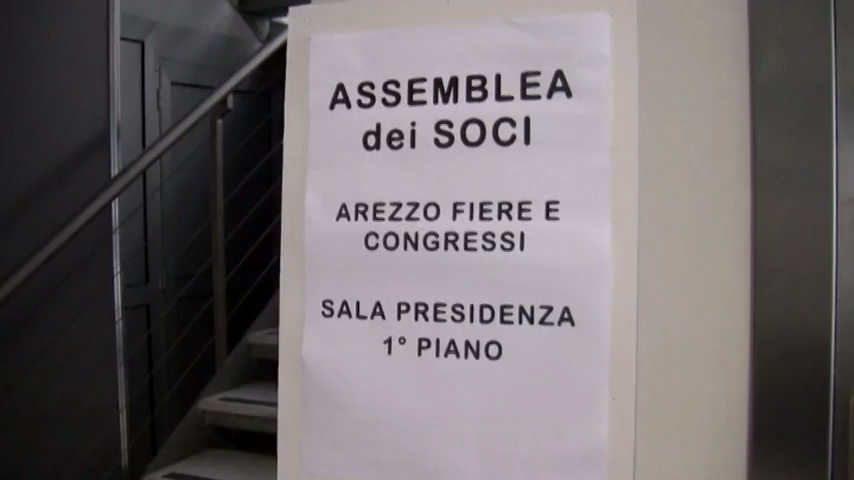 ASSEMBLEA
dei SOCI
AREZZO FIERE E
CONGRESSI
SALA PRESIDENZA
1° PIANO